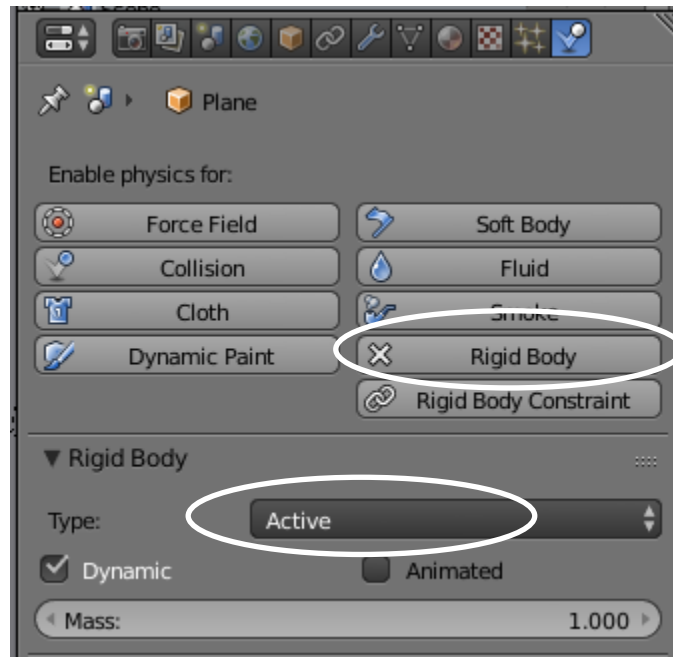 Plane
Enable physics for:
Force Field Soft Body
Collision Fluid
Cloth Smoke
Dynamic Paint Rigid Body
Rigid Body Constraint
Rigid Body
Type: Active
Dynamic Animated
Mass: 1.000